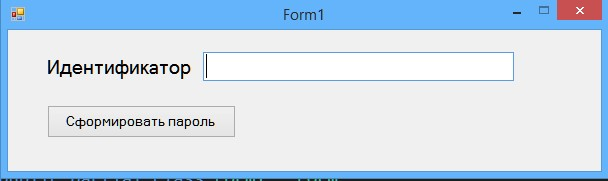 Form1
Идентификатор
Сформировать пароль